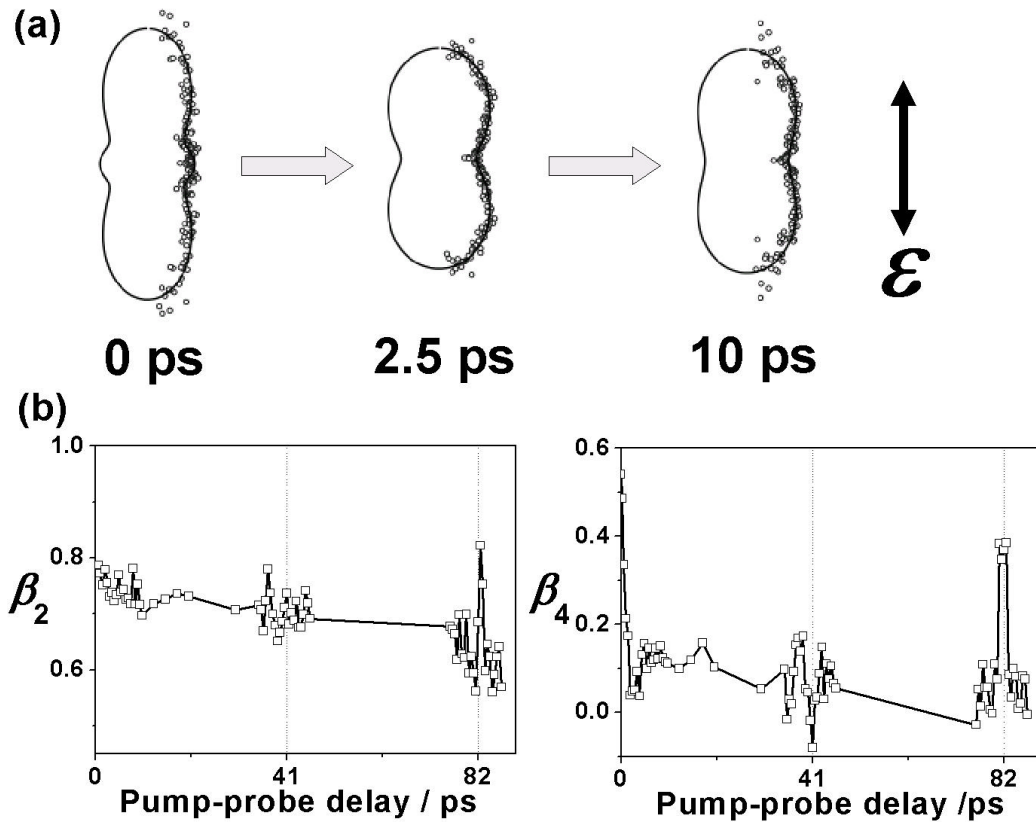 (a)
0 ps
2.5 ps
10 ps
ε
(b)
1.0
0.8
0.6
β2
0
41
82
Pump-probe delay / ps
0.6
0.4
0.2
0.0
β4
0
41
82
Pump-probe delay /ps